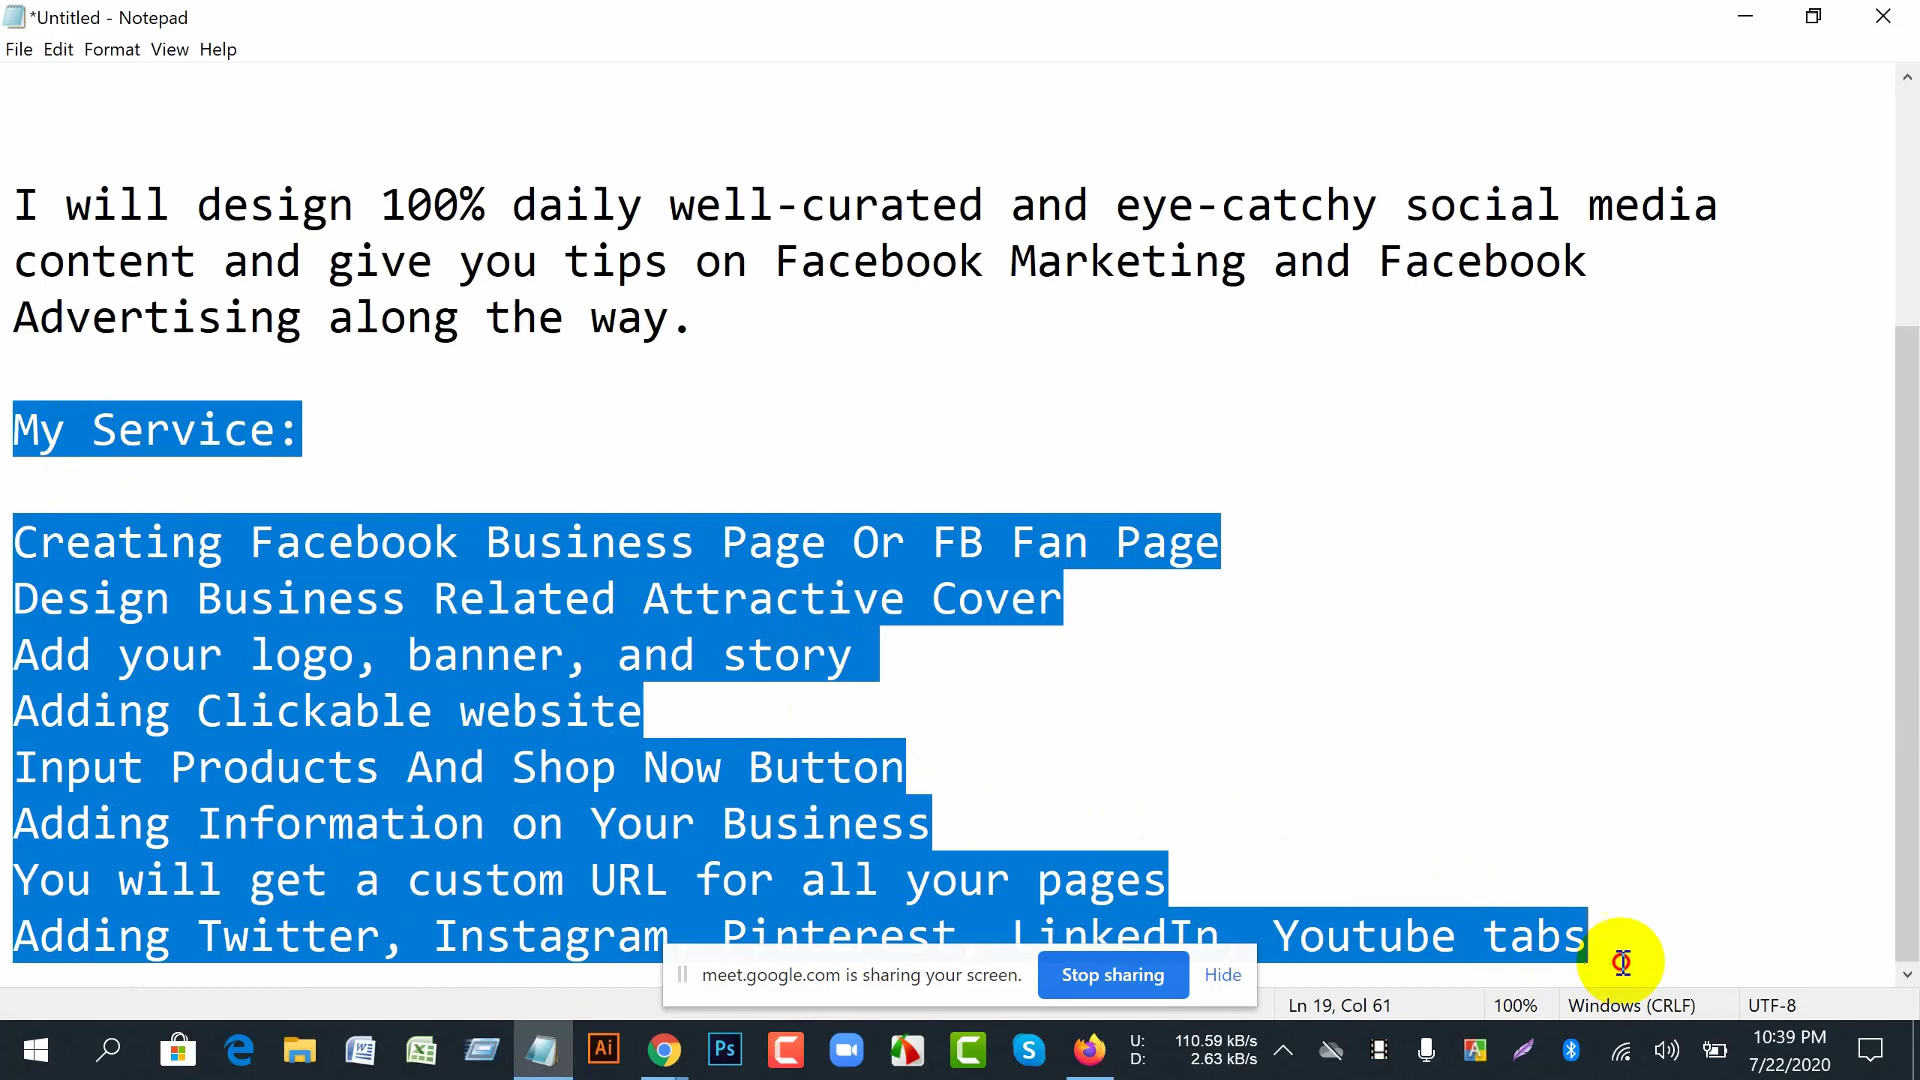 *Untitled - Notepad
File Edit Format View Help
I will design 100% daily well-curated and eye-catchy social media
content and give you tips on Facebook Marketing and Facebook
Advertising along the way.
My Service:
Creating Facebook Business Page Or FB Fan Page
Design Business Related Attractive Cover
Add your logo, banner, and story
Adding Clickable website
Input Products And Shop Now Button
Adding Information on Your Business
You will get a custom URL for all your pages
Adding Twitter, Instagram, Pinterest, LinkedIn, Youtube tabs
meet.google.com is sharing your screen. Stop sharing Hide
Ln 19, Col 61 100% Windows (CRLF) UTF-8
U: 110.59 kB/s
D: 2.63 kB/s
10:39 PM
7/22/2020
Ai
Ps